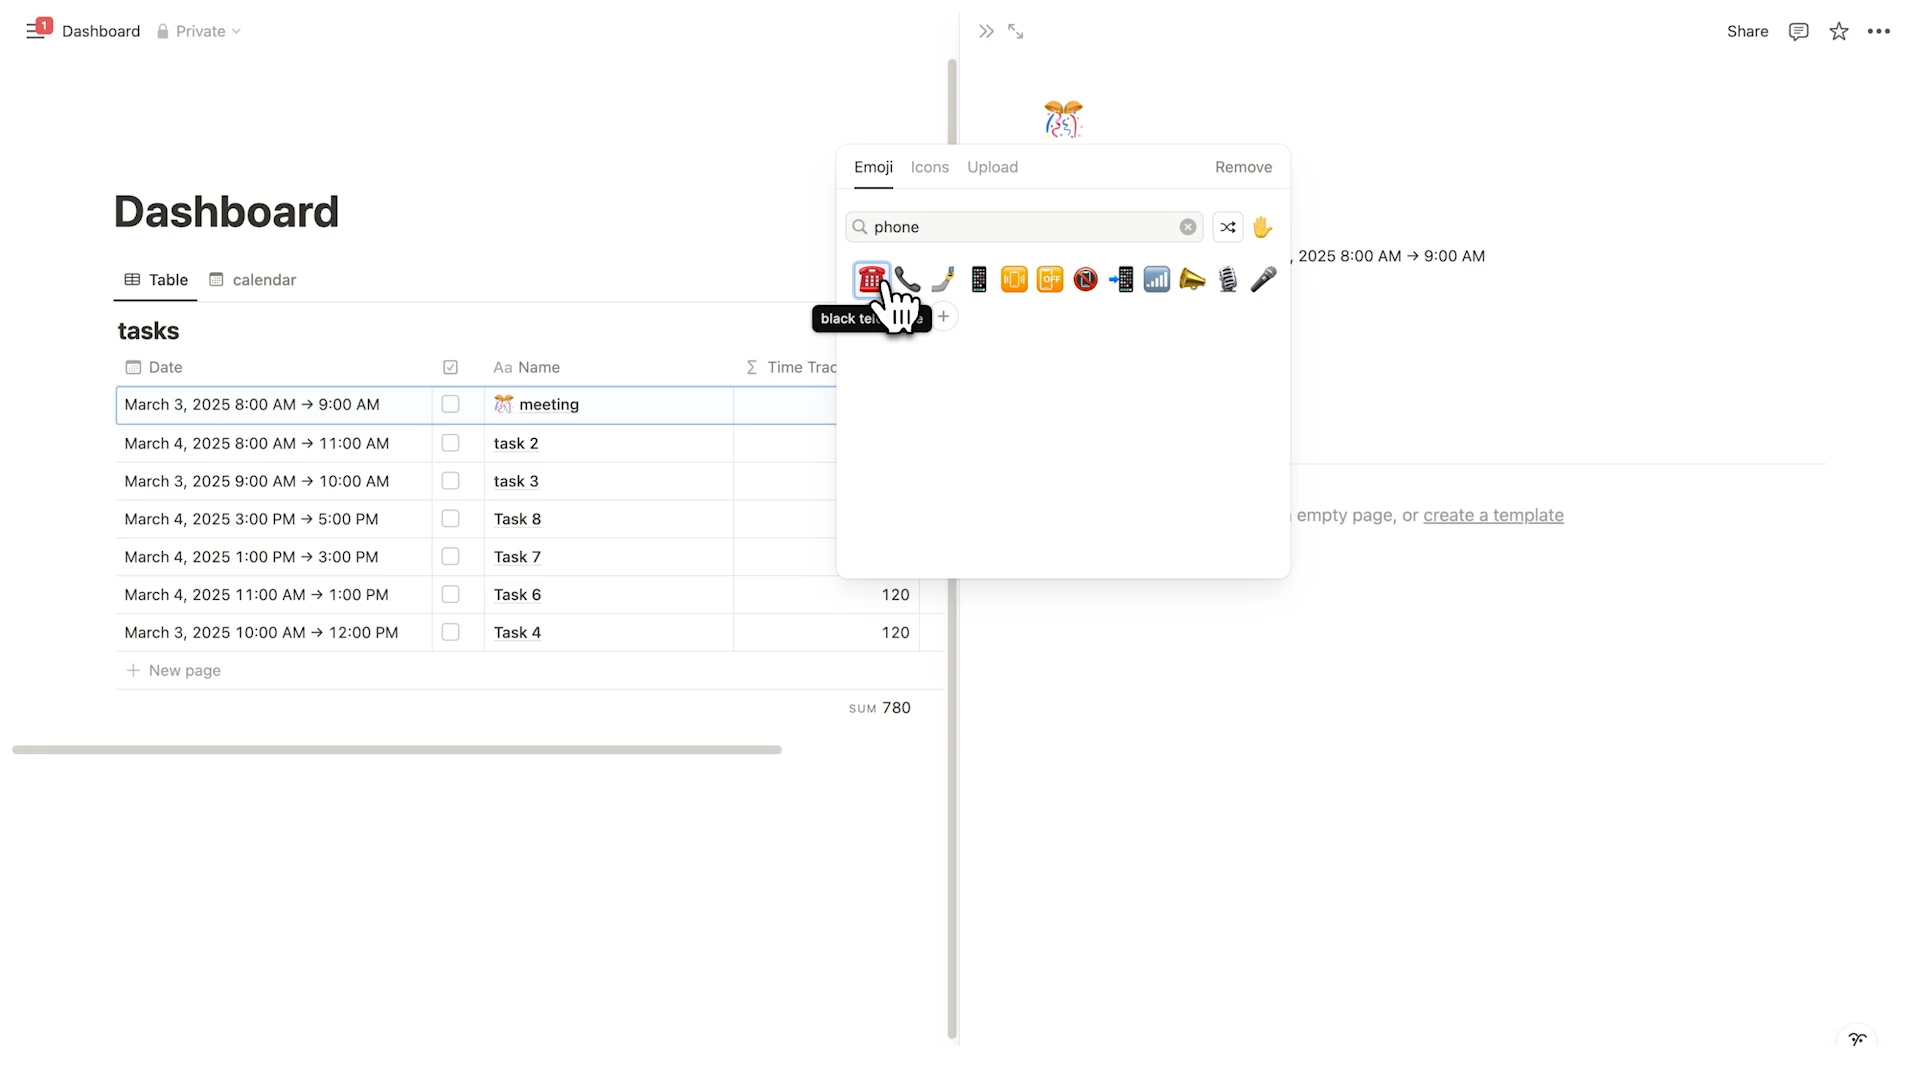 1
Dashboard Private
Share
Emoji Icons Upload Remove
phone
black
Dashboard
, 2025 8:00 AM → 9:00 AM
Table calendar
tasks
Date Aa Name Σ Time Trac
March 3, 2025 8:00 AM → 9:00 AM meeting
March 4, 2025 8:00 AM → 11:00 AM task 2
March 3, 2025 9:00 AM → 10:00 AM task 3
March 4, 2025 3:00 PM → 5:00 PM Task 8
March 4, 2025 1:00 PM → 3:00 PM Task 7
March 4, 2025 11:00 AM → 1:00 PM Task 6 120
March 3, 2025 10:00 AM → 12:00 PM Task 4 120
+ New page
SUM 780
empty page, or create a template
OFF